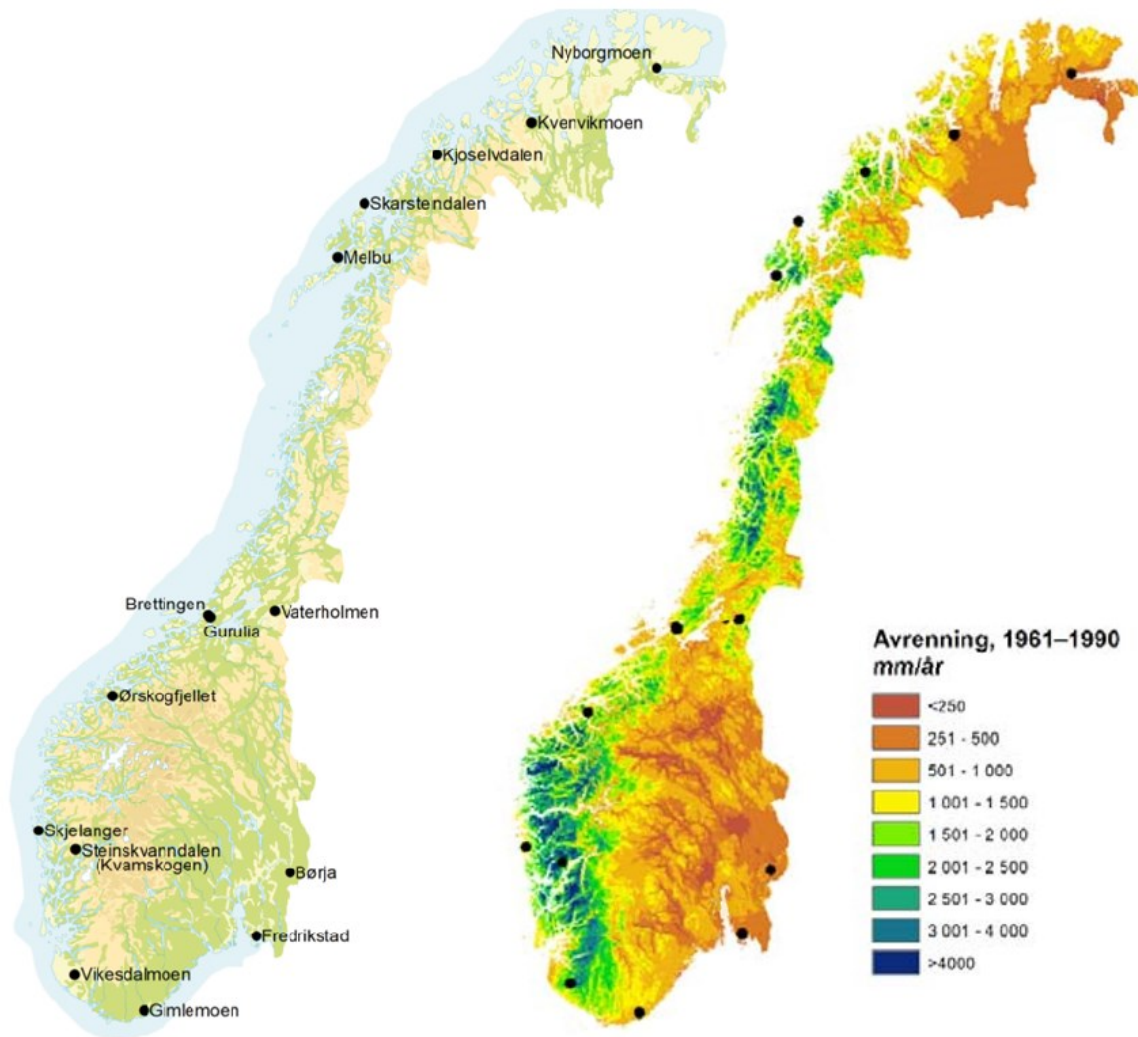 Nyborgmoen
Kvenvikmoen
Kjoselvdalen
Skarstendalen
Melbu
Brettingen
Vaterholmen
Gurulia
Ørskogfjellet
Skjelanger
Steinskvanndalen
(Kvamskogen)
Børja
Fredrikstad
Vikesdalmoen
Gimlemoen
Avrenning, 1961–1990
mm/år
<250
251 - 500
501 - 1 000
1 001 - 1 500
1 501 - 2 000
2 001 - 2 500
2 501 - 3 000
3 001 - 4 000
>4000